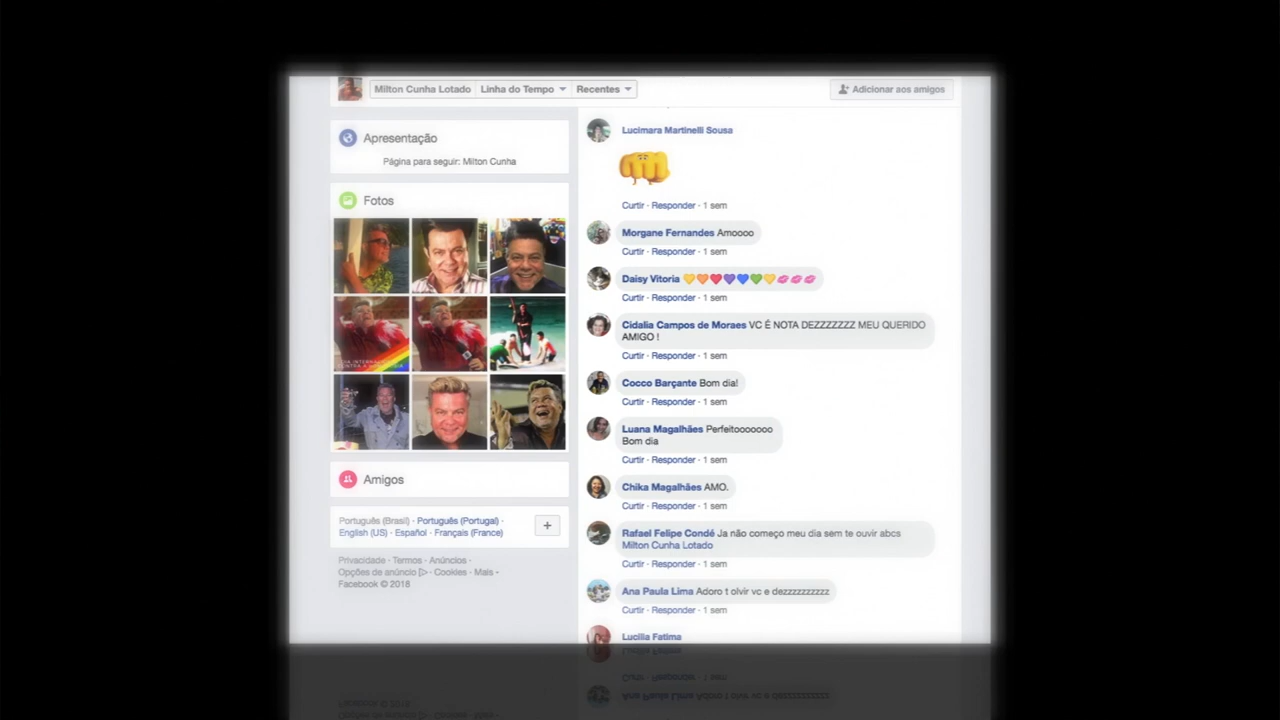 Milton Cunha Lotado Linha do Tempo Recentes Adicionar aos amigos
Apresentação
Página para seguir: Milton Cunha
Fotos
Amigos
Português (Brasil) · Português (Portugal) ·
English (US) · Español · Français (France)
+
Privacidade · Termos · Anúncios ·
Opções de anúncio · Cookies · Mais
Facebook © 2018
Lucimara Martinelli Sousa
Curtir · Responder · 1 sem
Morgane Fernandes Amoooo
Curtir · Responder · 1 sem
Daisy Vitoria 💛🧡❤️💜💙💚💛💋💋💋
Curtir · Responder · 1 sem
Cidalia Campos de Moraes VC É NOTA DEZZZZZZZ MEU QUERIDO
AMIGO !
Curtir · Responder · 1 sem
Cocco Barçante Bom dia!
Curtir · Responder · 1 sem
Luana Magalhães Perfeitooooooo
Bom dia
Curtir · Responder · 1 sem
Chika Magalhães AMO.
Curtir · Responder · 1 sem
Rafael Felipe Condé Ja não começo meu dia sem te ouvir abcs
Milton Cunha Lotado
Curtir · Responder · 1 sem
Ana Paula Lima Adoro t olvir vc e dezzzzzzzzzz
Curtir · Responder · 1 sem
Lucilia Fatima